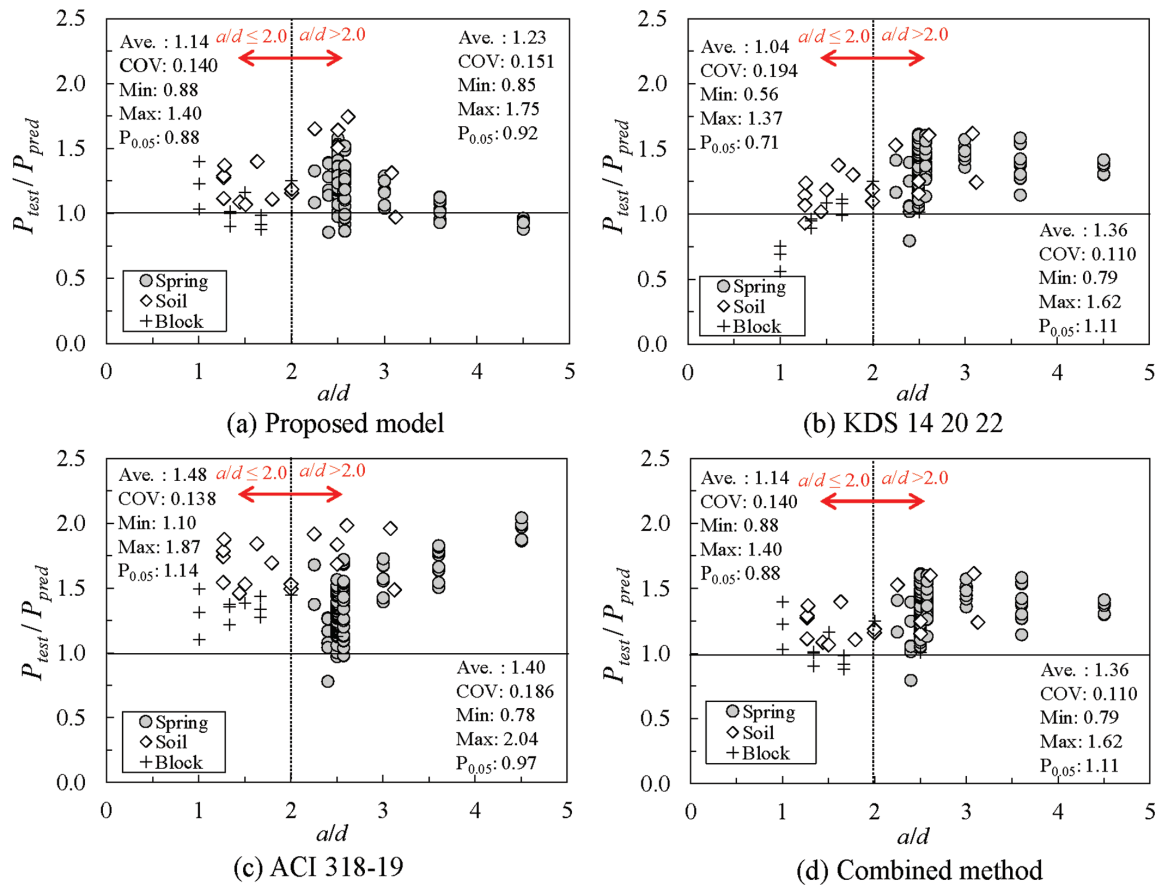 2.5
2.0
1.5
1.0
0.5
0.0
P_test / P_pred
Ave. : 1.14
COV: 0.140
Min: 0.88
Max: 1.40
P0.05: 0.88
a/d ≤ 2.0
a/d >2.0
Ave. : 1.23
COV: 0.151
Min: 0.85
Max: 1.75
P0.05: 0.92
Spring
Soil
Block
0 1 2 3 4 5
a/d
(a) Proposed model
2.5
2.0
1.5
1.0
0.5
0.0
P_test / P_pred
Ave. : 1.04
COV: 0.194
Min: 0.56
Max: 1.37
P0.05: 0.71
a/d ≤ 2.0
a/d >2.0
Ave. : 1.36
COV: 0.110
Min: 0.79
Max: 1.62
P0.05: 1.11
Spring
Soil
Block
0 1 2 3 4 5
a/d
(b) KDS 14 20 22
2.5
2.0
1.5
1.0
0.5
0.0
P_test / P_pred
Ave. : 1.48
COV: 0.138
Min: 1.10
Max: 1.87
P0.05: 1.14
a/d ≤ 2.0
a/d >2.0
Ave. : 1.40
COV: 0.186
Min: 0.78
Max: 2.04
P0.05: 0.97
Spring
Soil
Block
0 1 2 3 4 5
a/d
(c) ACI 318-19
2.5
2.0
1.5
1.0
0.5
0.0
P_test / P_pred
Ave. : 1.14
COV: 0.140
Min: 0.88
Max: 1.40
P0.05: 0.88
a/d ≤ 2.0
a/d >2.0
Ave. : 1.36
COV: 0.110
Min: 0.79
Max: 1.62
P0.05: 1.11
Spring
Soil
Block
0 1 2 3 4 5
a/d
(d) Combined method